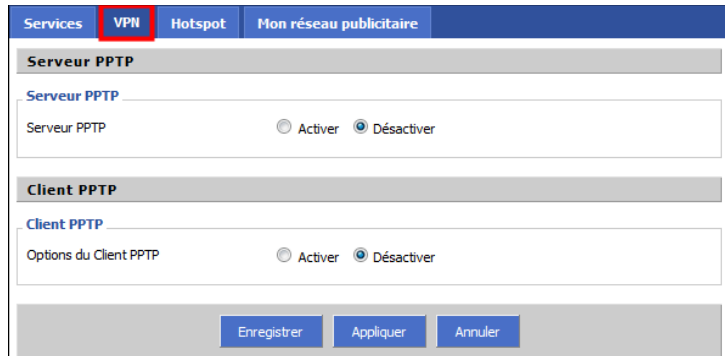 Services VPN Hotspot Mon réseau publicitaire
Serveur PPTP
Serveur PPTP
Serveur PPTP Activer Désactiver
Client PPTP
Client PPTP
Options du Client PPTP Activer Désactiver
Enregistrer Appliquer Annuler